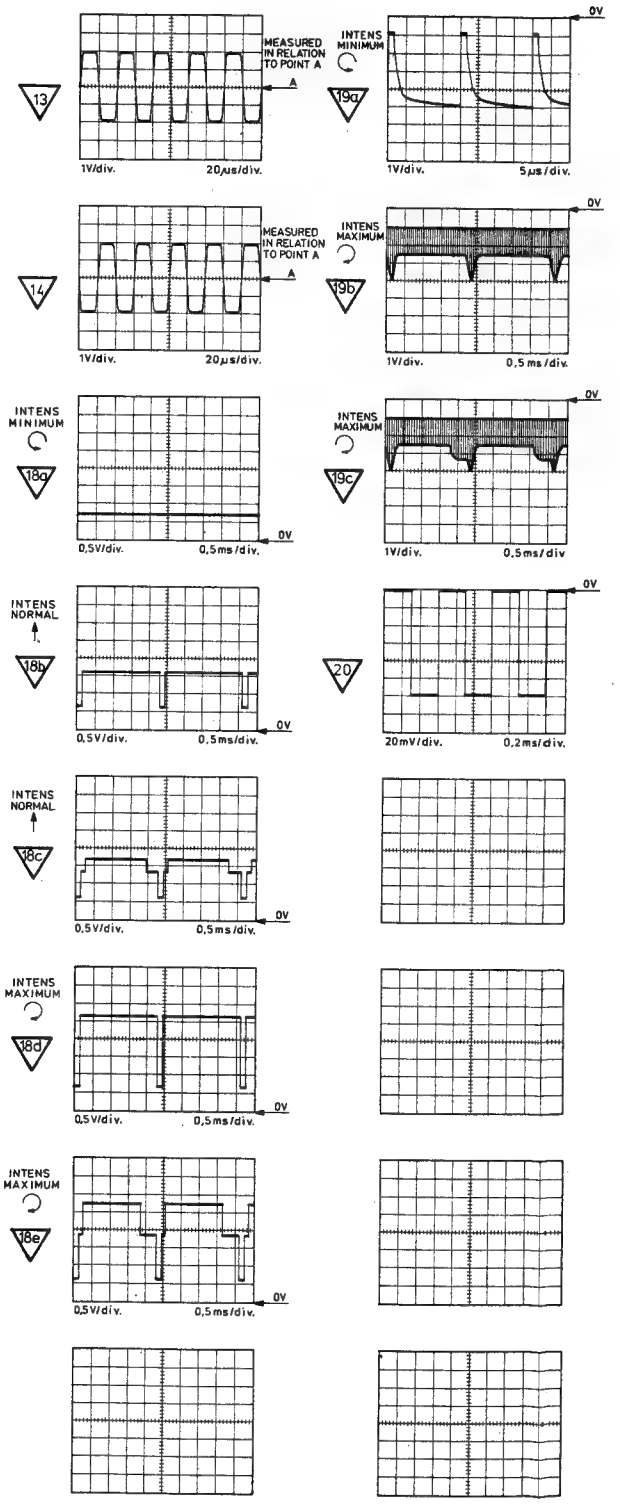 MEASURED
IN RELATION
TO POINT A
A
13
1V/div.
20µs/div.
MEASURED
IN RELATION
TO POINT A
A
14
1V/div.
20µs/div.
INTENS
MINIMUM
18a
0V
0,5V/div.
0,5ms/div.
INTENS
NORMAL
18b
0V
0,5V/div.
0,5ms/div.
INTENS
NORMAL
18c
0V
0,5V/div.
0,5ms/div.
INTENS
MAXIMUM
18d
0V
0,5V/div.
0,5ms/div.
INTENS
MAXIMUM
18e
0V
0,5V/div.
0,5ms/div.
0V
INTENS
MINIMUM
19a
1V/div.
5µs/div.
0V
INTENS
MAXIMUM
19b
1V/div.
0,5ms/div.
0V
INTENS
MAXIMUM
19c
1V/div.
0,5ms/div
0V
20
20mV/div.
0,2ms/div.